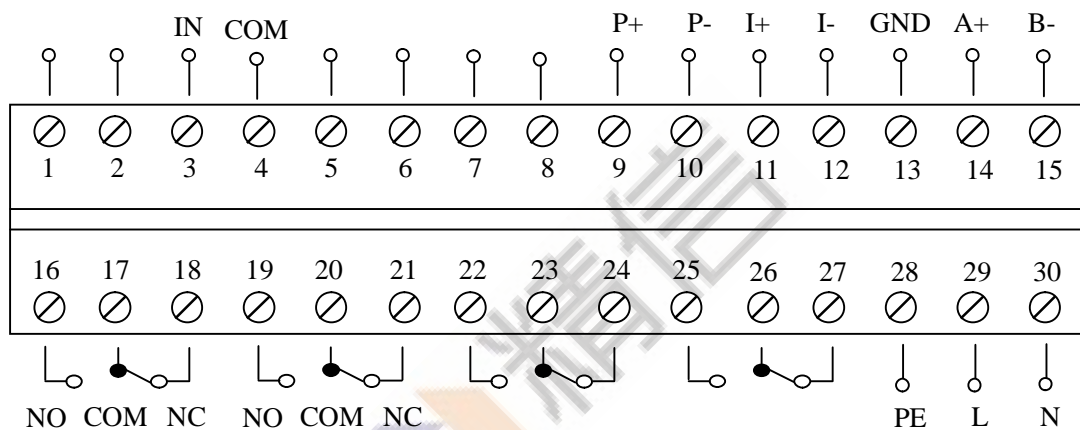 IN COM P+ P- I+ I- GND A+ B-
1 2 3 4 5 6 7 8 9 10 11 12 13 14 15
16 17 18 19 20 21 22 23 24 25 26 27 28 29 30
NO COM NC NO COM NC PE L N
精信